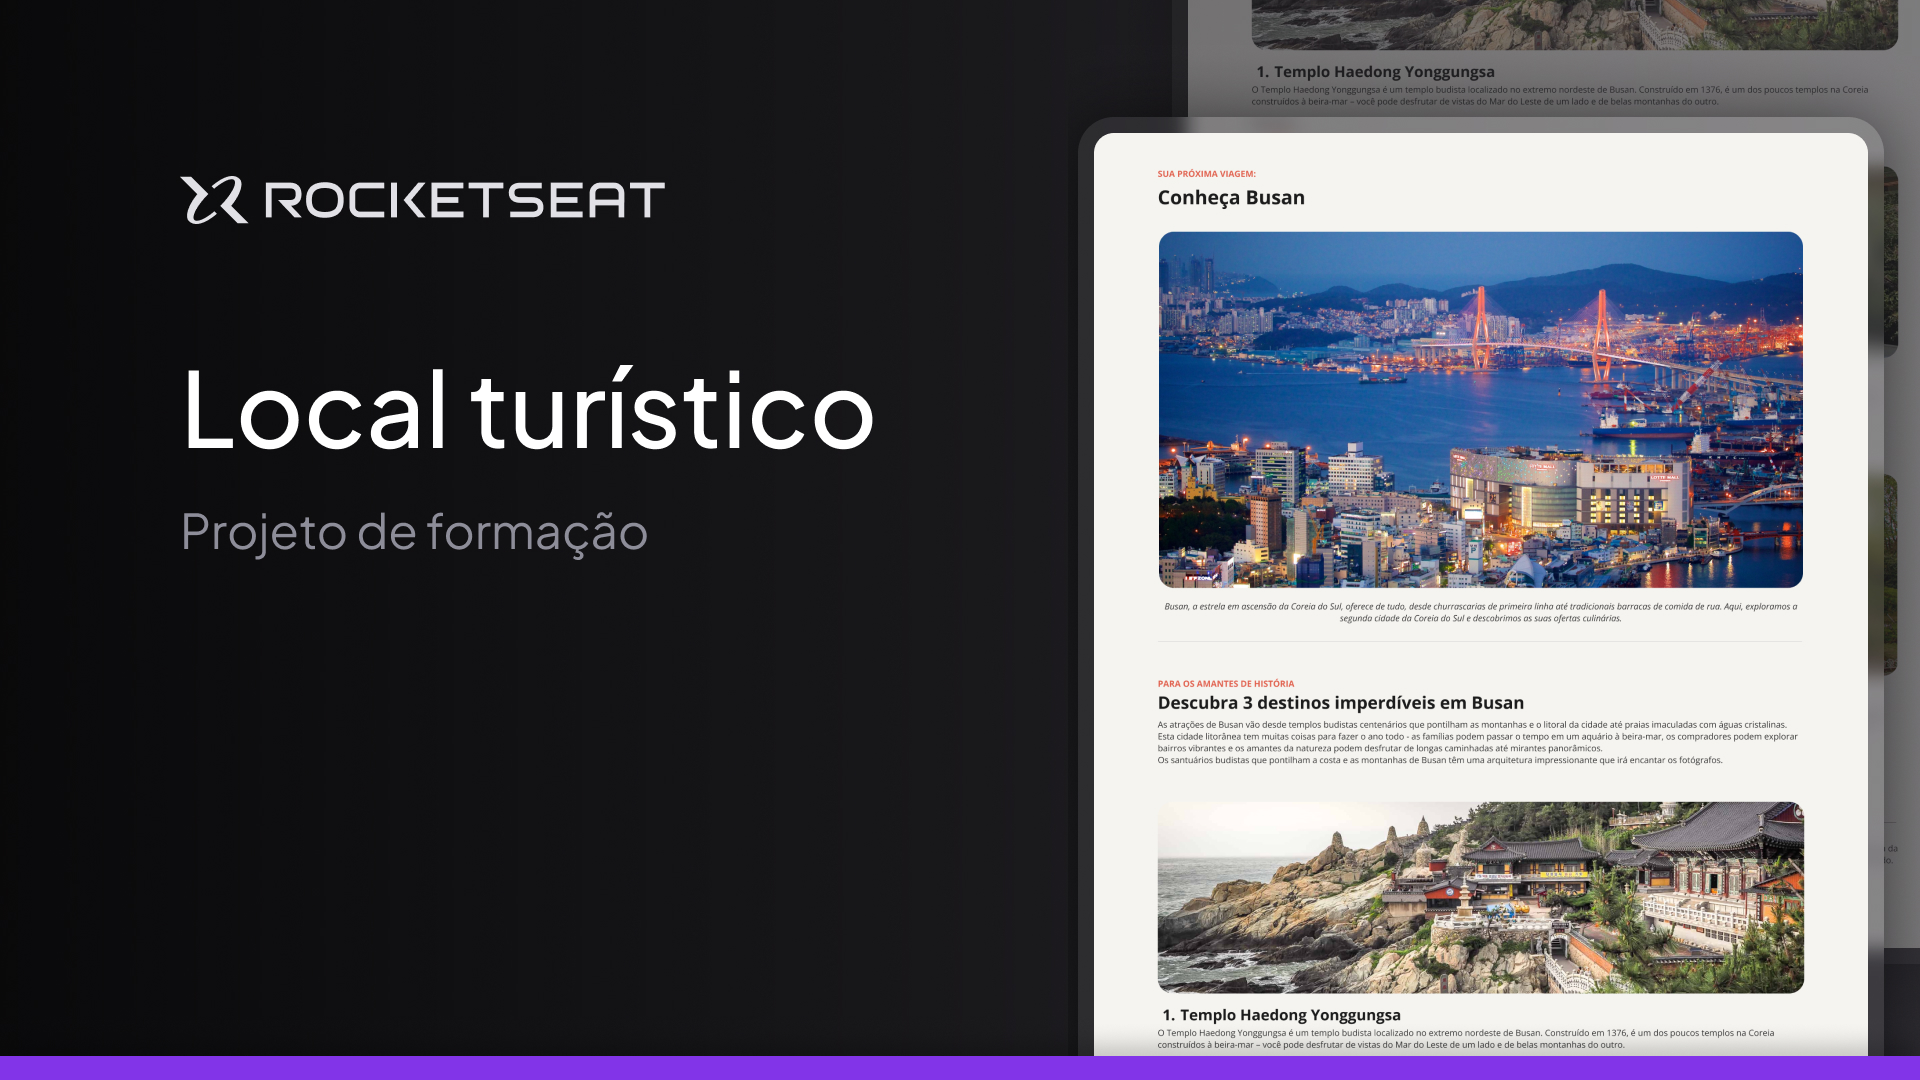 ROCKETSEAT
Local turístico
Projeto de formação
1. Templo Haedong Yonggungsa
O Templo Haedong Yonggungsa é um templo budista localizado no extremo nordeste de Busan. Construído em 1376, é um dos poucos templos na Coreia
construídos à beira-mar – você pode desfrutar de vistas do Mar do Leste de um lado e de belas montanhas do outro.
SUA PRÓXIMA VIAGEM:
Conheça Busan
LOTTE MALL
LOTTE MALL
Busan, a estrela em ascensão da Coreia do Sul, oferece de tudo, desde churrascarias de primeira linha até tradicionais barracas de comida de rua. Aqui, exploramos a
segunda cidade da Coreia do Sul e descobrimos as suas ofertas culinárias.
PARA OS AMANTES DE HISTÓRIA
Descubra 3 destinos imperdíveis em Busan
As atrações de Busan vão desde templos budistas centenários que pontilham as montanhas e o litoral da cidade até praias imaculadas com águas cristalinas.
Esta cidade litorânea tem muitas coisas para fazer o ano todo - as famílias podem passar o tempo em um aquário à beira-mar, os compradores podem explorar
bairros vibrantes e os amantes da natureza podem desfrutar de longas caminhadas até mirantes panorâmicos.
Os santuários budistas que pontilham a costa e as montanhas de Busan têm uma arquitetura impressionante que irá encantar os fotógrafos.
1. Templo Haedong Yonggungsa
O Templo Haedong Yonggungsa é um templo budista localizado no extremo nordeste de Busan. Construído em 1376, é um dos poucos templos na Coreia
construídos à beira-mar – você pode desfrutar de vistas do Mar do Leste de um lado e de belas montanhas do outro.
da